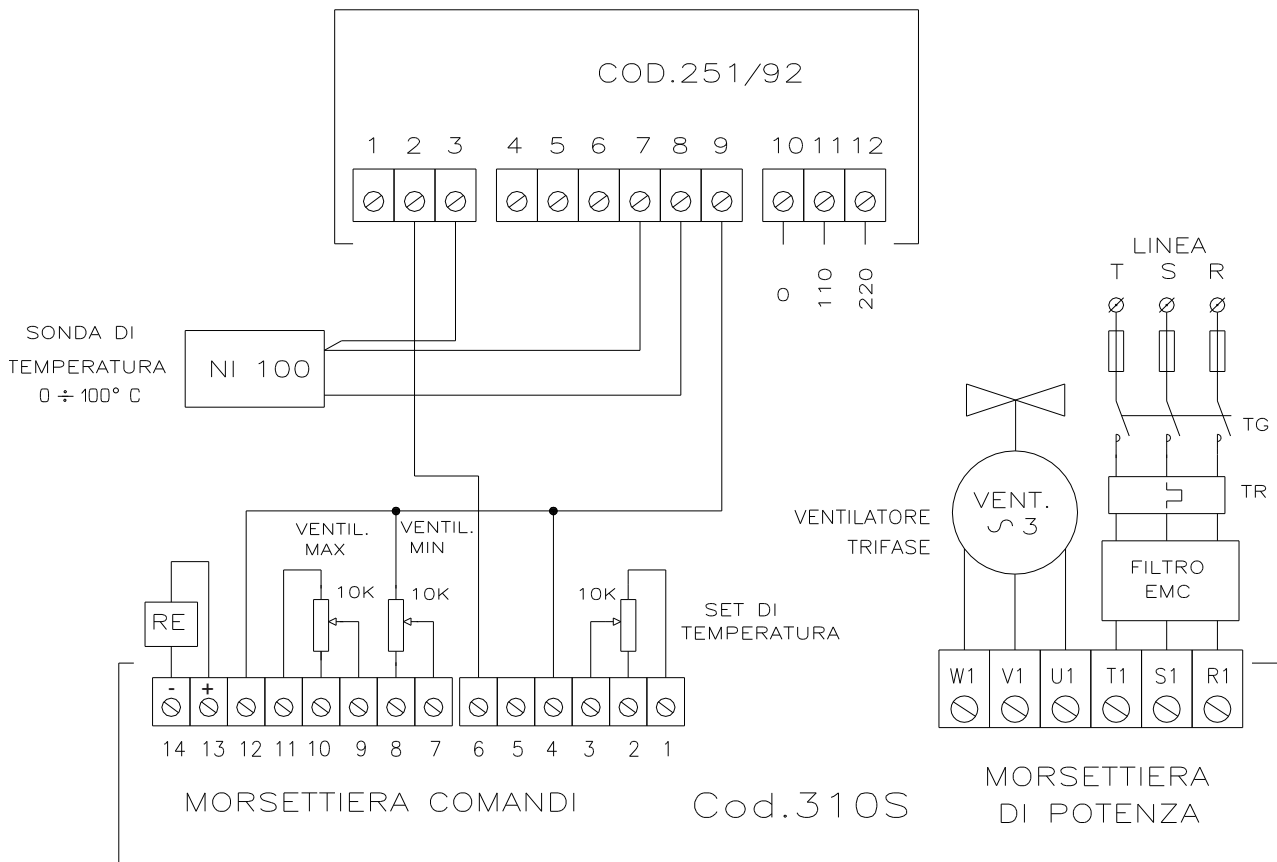 COD.251/92
1 2 3 4 5 6 7 8 9 10 11 12
0
110
220
LINEA
T S R
SONDA DI
TEMPERATURA
0 ÷ 100° C
NI 100
TG
TR
VENTILATORE
TRIFASE
VENT.
∿ 3
FILTRO
EMC
VENTIL.
MAX
VENTIL.
MIN
10K
10K
10K
SET DI
TEMPERATURA
RE
- +
14 13 12 11 10 9 8 7 6 5 4 3 2 1
W1 V1 U1 T1 S1 R1
MORSETTIERA COMANDI
Cod.310S
MORSETTIERA
DI POTENZA